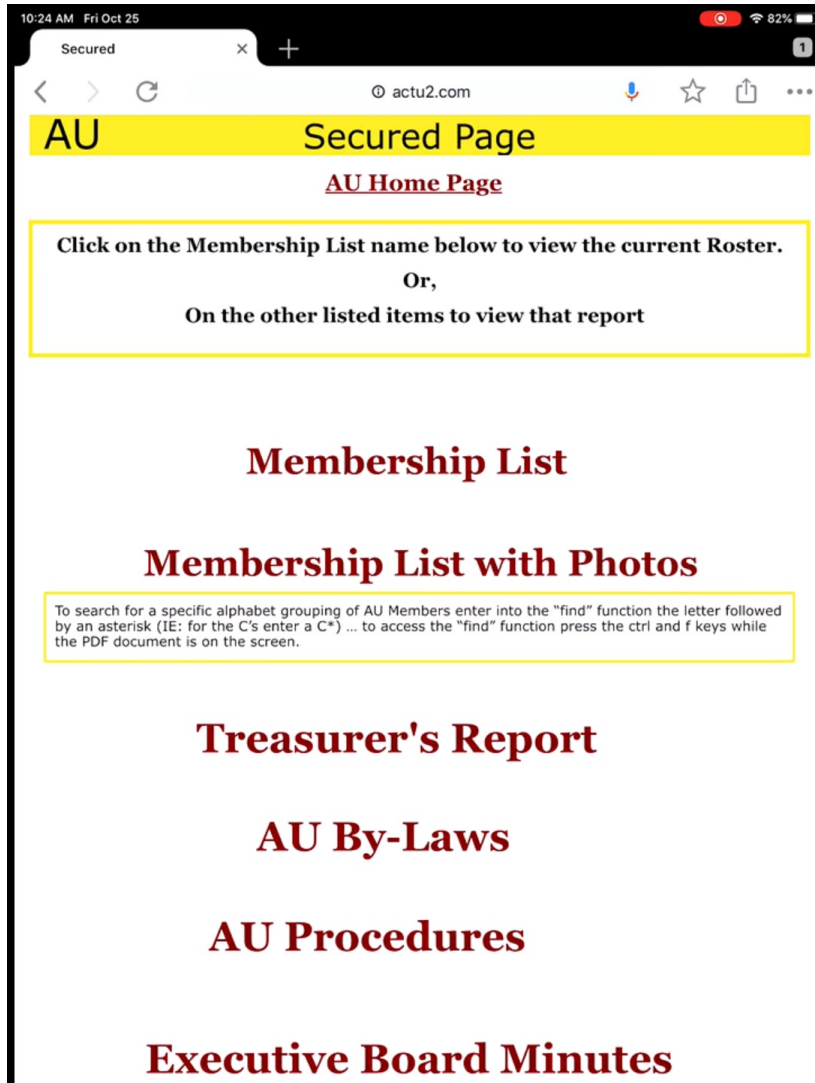 10:24 AM Fri Oct 25
82%
Secured
1
actu2.com
AU Secured Page
AU Home Page
Click on the Membership List name below to view the current Roster.
Or,
On the other listed items to view that report
Membership List
Membership List with Photos
To search for a specific alphabet grouping of AU Members enter into the “find” function the letter followed
by an asterisk (IE: for the C’s enter a C*) ... to access the “find” function press the ctrl and f keys while
the PDF document is on the screen.
Treasurer's Report
AU By-Laws
AU Procedures
Executive Board Minutes